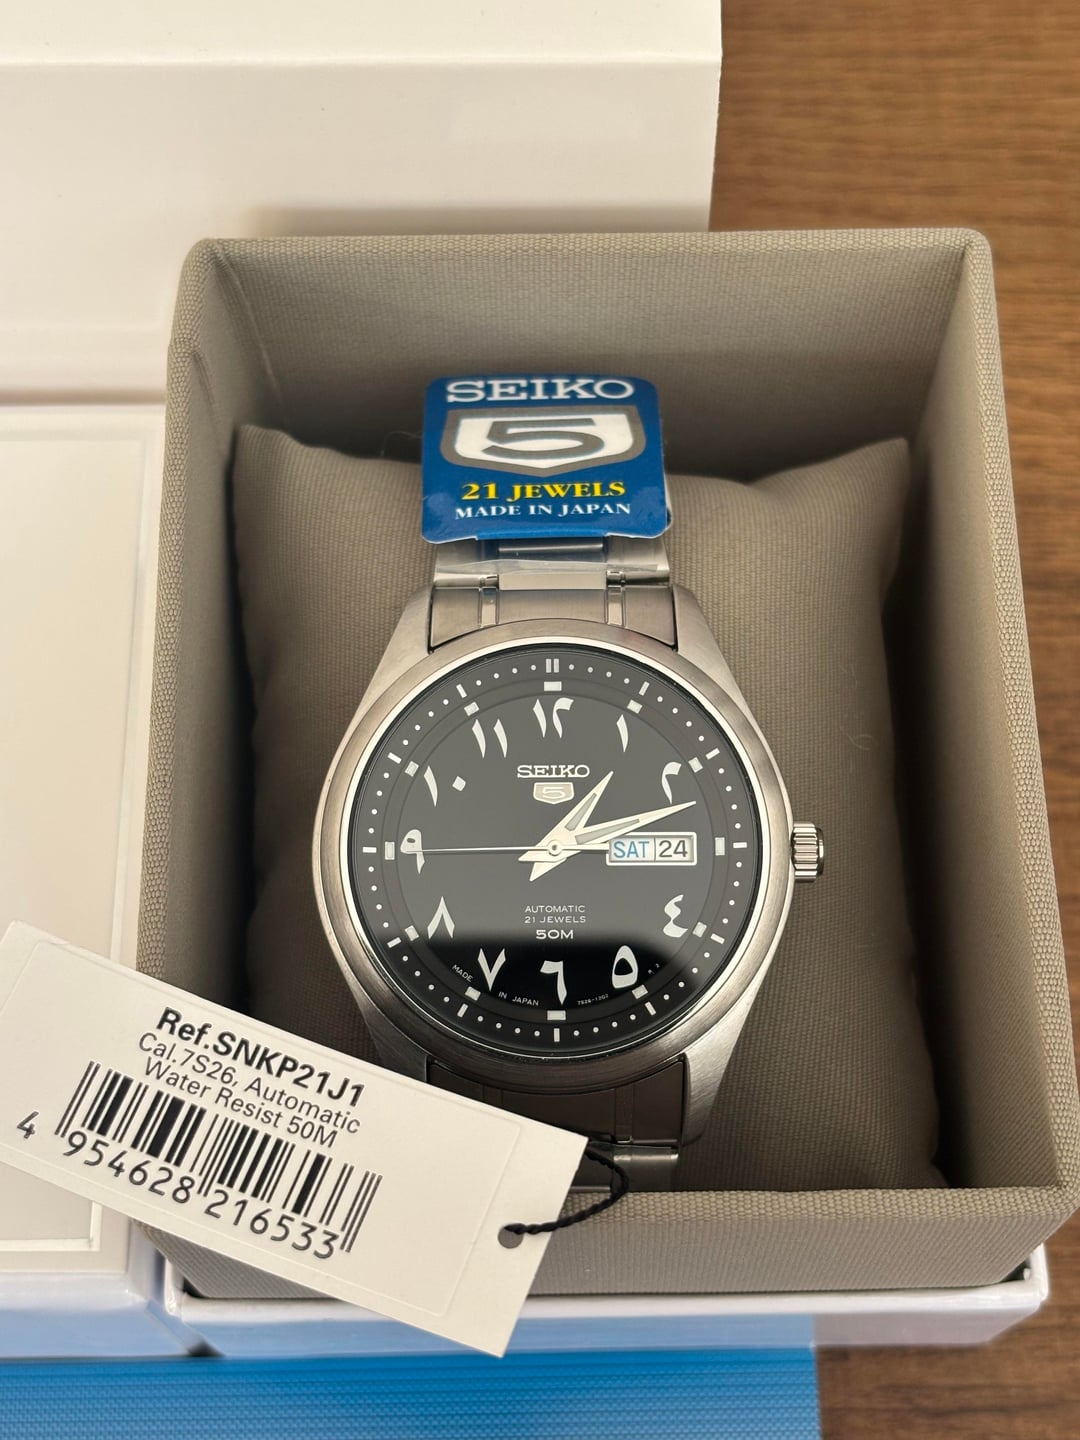 SEIKO
5
21 JEWELS
MADE IN JAPAN
١٢
١
٢
٤
٥
٦
٧
٨
٩
١٠
١١
SEIKO
5
SAT 24
AUTOMATIC
21 JEWELS
50M
MADE IN JAPAN
Ref.SNKP21J1
Cal.7S26, Automatic
Water Resist 50M
4 954628 216533